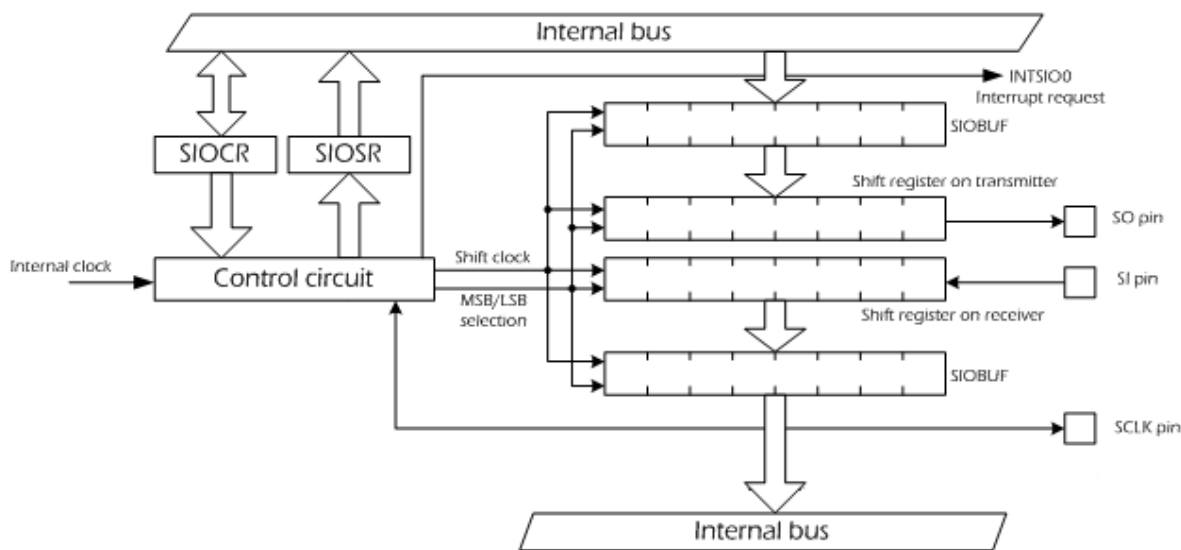 Internal bus
INTSIO0
Interrupt request
SIOBUF
SIOCR
SIOSR
Shift register on transmitter
SO pin
Internal clock
Control circuit
Shift clock
MSB/LSB
selection
SI pin
Shift register on receiver
SIOBUF
SCLK pin
Internal bus